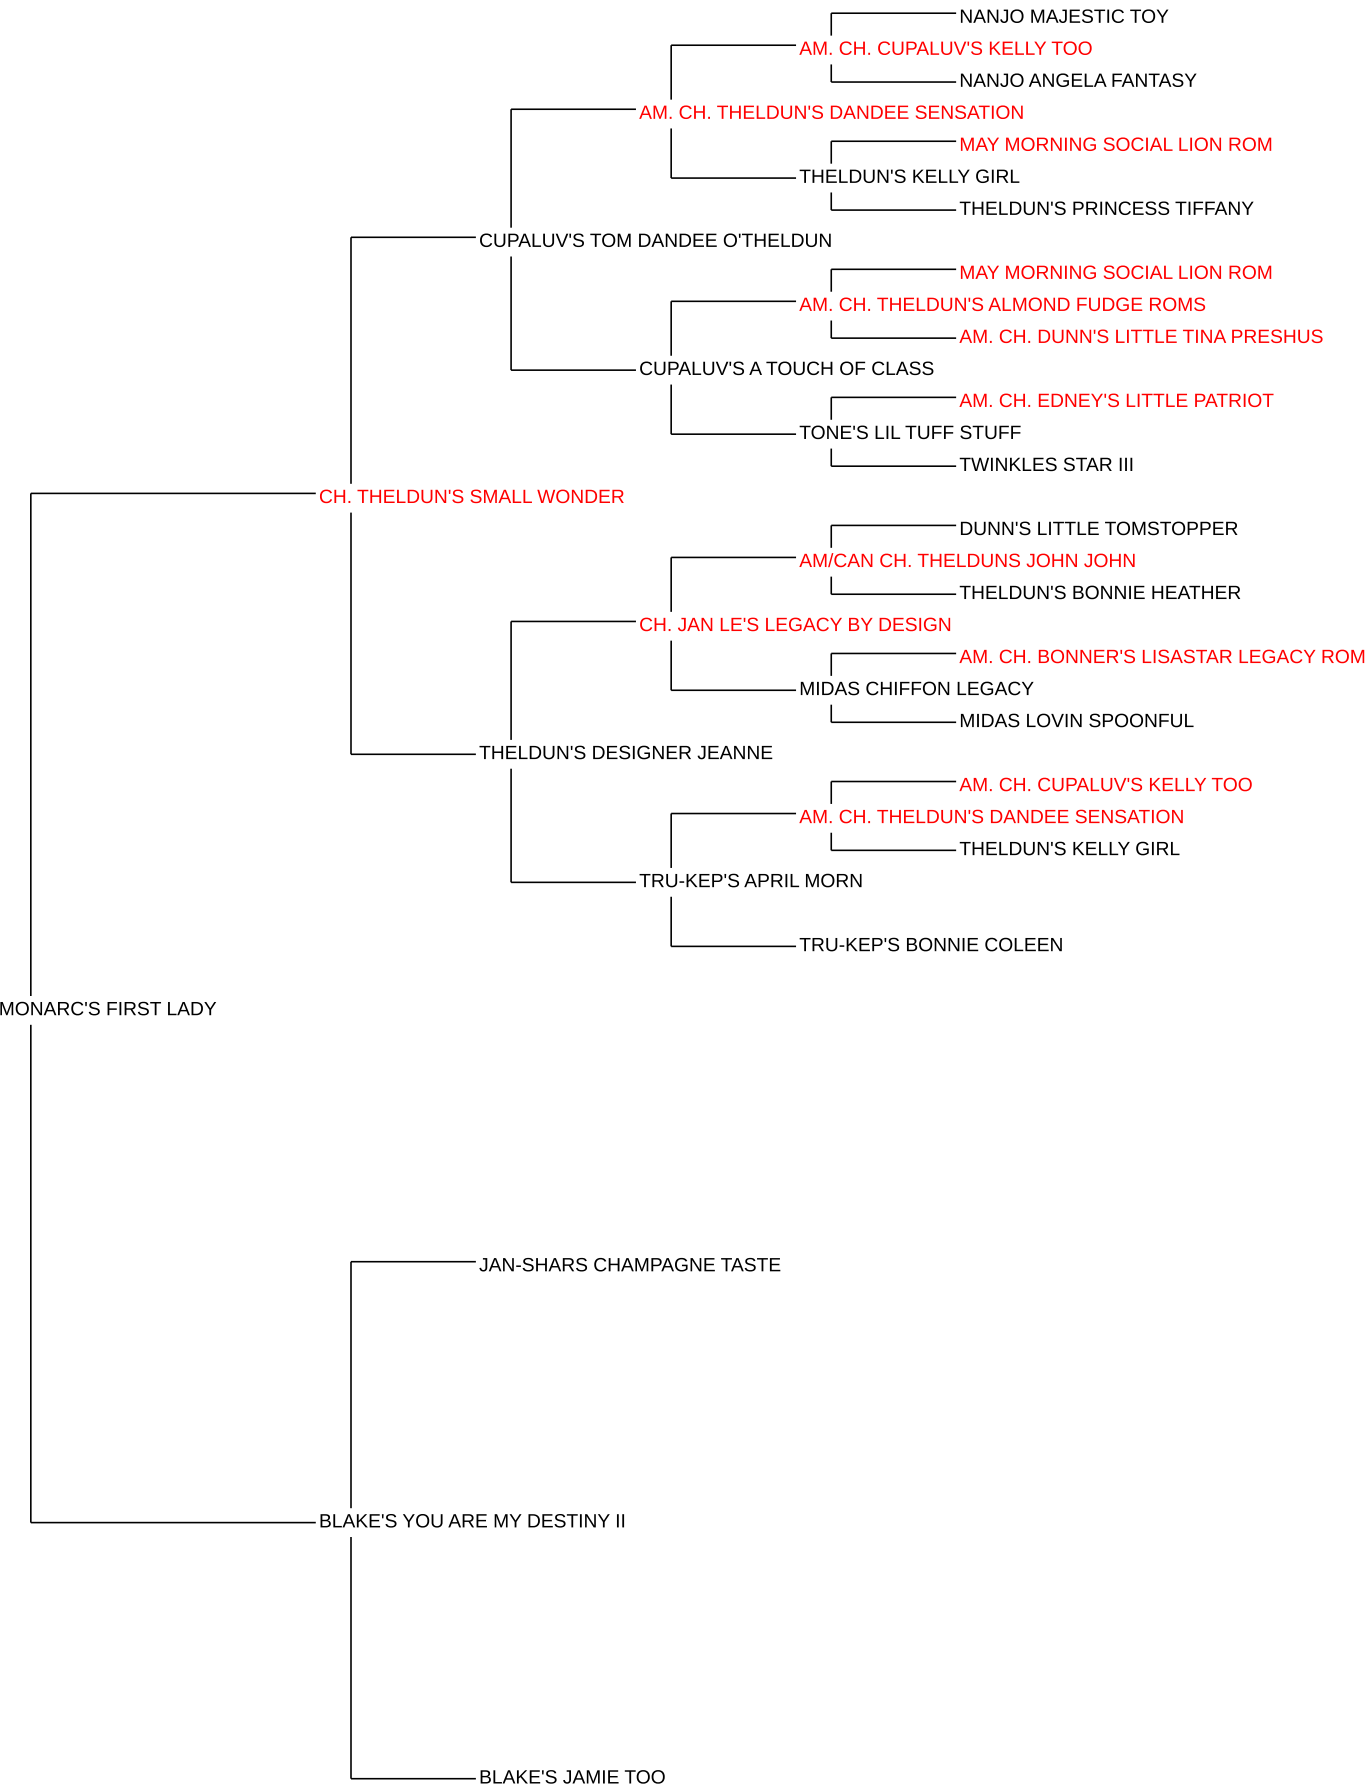 NANJO MAJESTIC TOY
AM. CH. CUPALUV'S KELLY TOO
NANJO ANGELA FANTASY
AM. CH. THELDUN'S DANDEE SENSATION
MAY MORNING SOCIAL LION ROM
THELDUN'S KELLY GIRL
THELDUN'S PRINCESS TIFFANY
CUPALUV'S TOM DANDEE O'THELDUN
MAY MORNING SOCIAL LION ROM
AM. CH. THELDUN'S ALMOND FUDGE ROMS
AM. CH. DUNN'S LITTLE TINA PRESHUS
CUPALUV'S A TOUCH OF CLASS
AM. CH. EDNEY'S LITTLE PATRIOT
TONE'S LIL TUFF STUFF
TWINKLES STAR III
CH. THELDUN'S SMALL WONDER
DUNN'S LITTLE TOMSTOPPER
AM/CAN CH. THELDUNS JOHN JOHN
THELDUN'S BONNIE HEATHER
CH. JAN LE'S LEGACY BY DESIGN
AM. CH. BONNER'S LISASTAR LEGACY ROM
MIDAS CHIFFON LEGACY
MIDAS LOVIN SPOONFUL
THELDUN'S DESIGNER JEANNE
AM. CH. CUPALUV'S KELLY TOO
AM. CH. THELDUN'S DANDEE SENSATION
THELDUN'S KELLY GIRL
TRU-KEP'S APRIL MORN
TRU-KEP'S BONNIE COLEEN
MONARC'S FIRST LADY
JAN-SHARS CHAMPAGNE TASTE
BLAKE'S YOU ARE MY DESTINY II
BLAKE'S JAMIE TOO